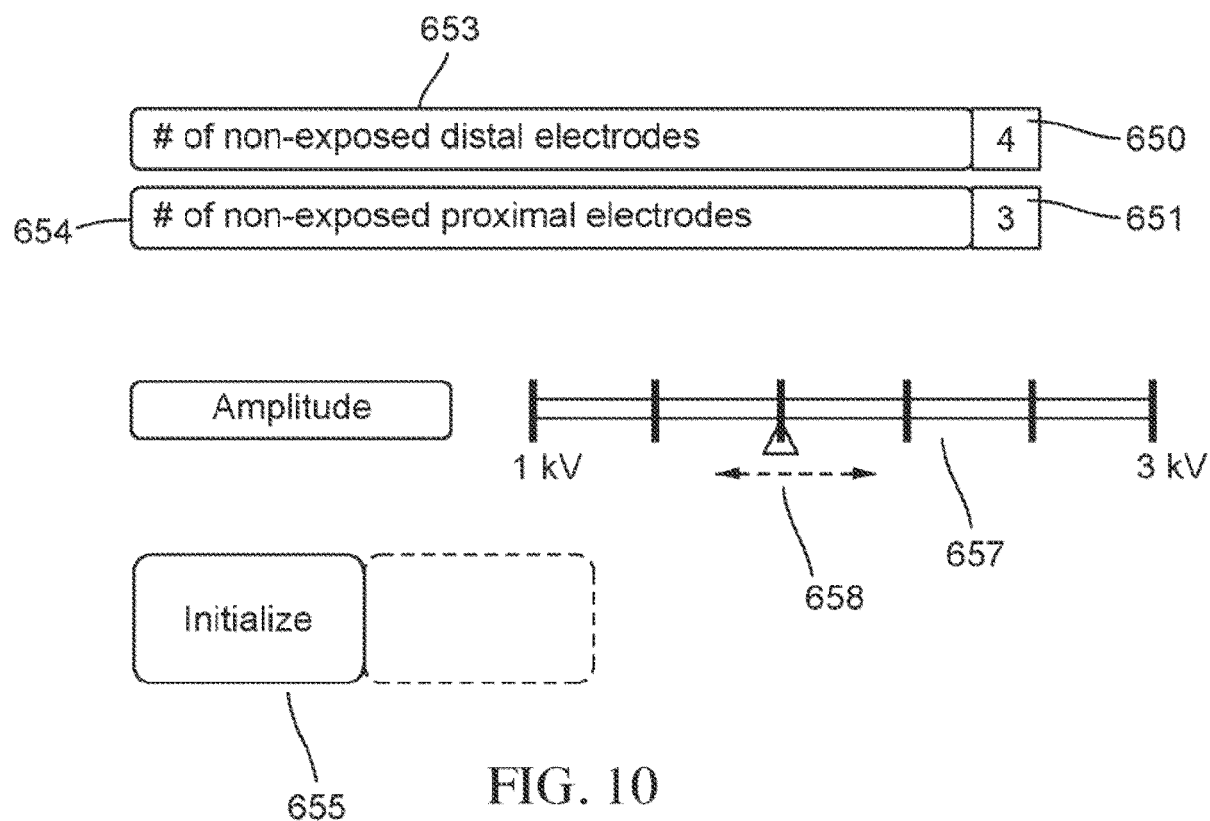 653
# of non-exposed distal electrodes 4 650
654 # of non-exposed proximal electrodes 3 651
Amplitude
1 kV 3 kV
657
658
Initialize
655
FIG. 10